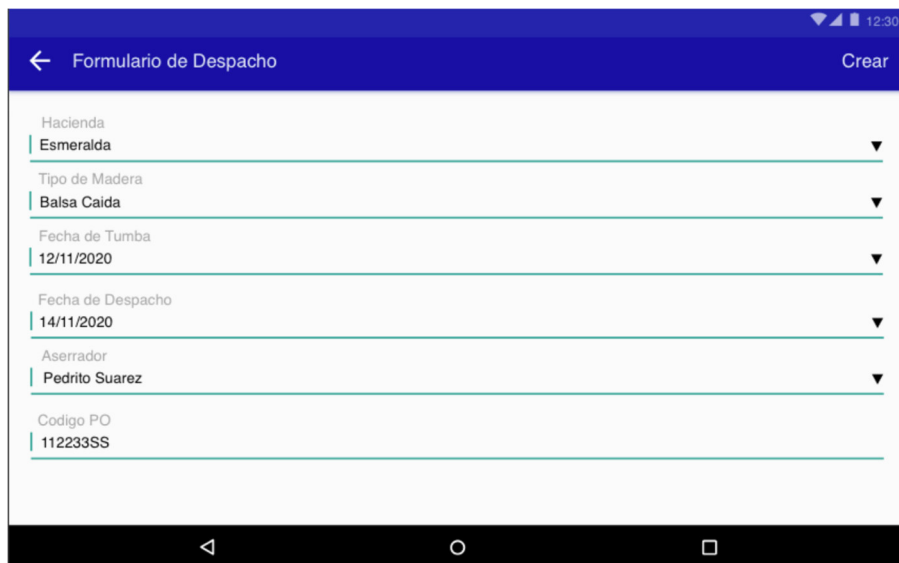 12:30
Formulario de Despacho
Crear
Hacienda
Esmeralda
Tipo de Madera
Balsa Caida
Fecha de Tumba
12/11/2020
Fecha de Despacho
14/11/2020
Aserrador
Pedrito Suarez
Codigo PO
112233SS